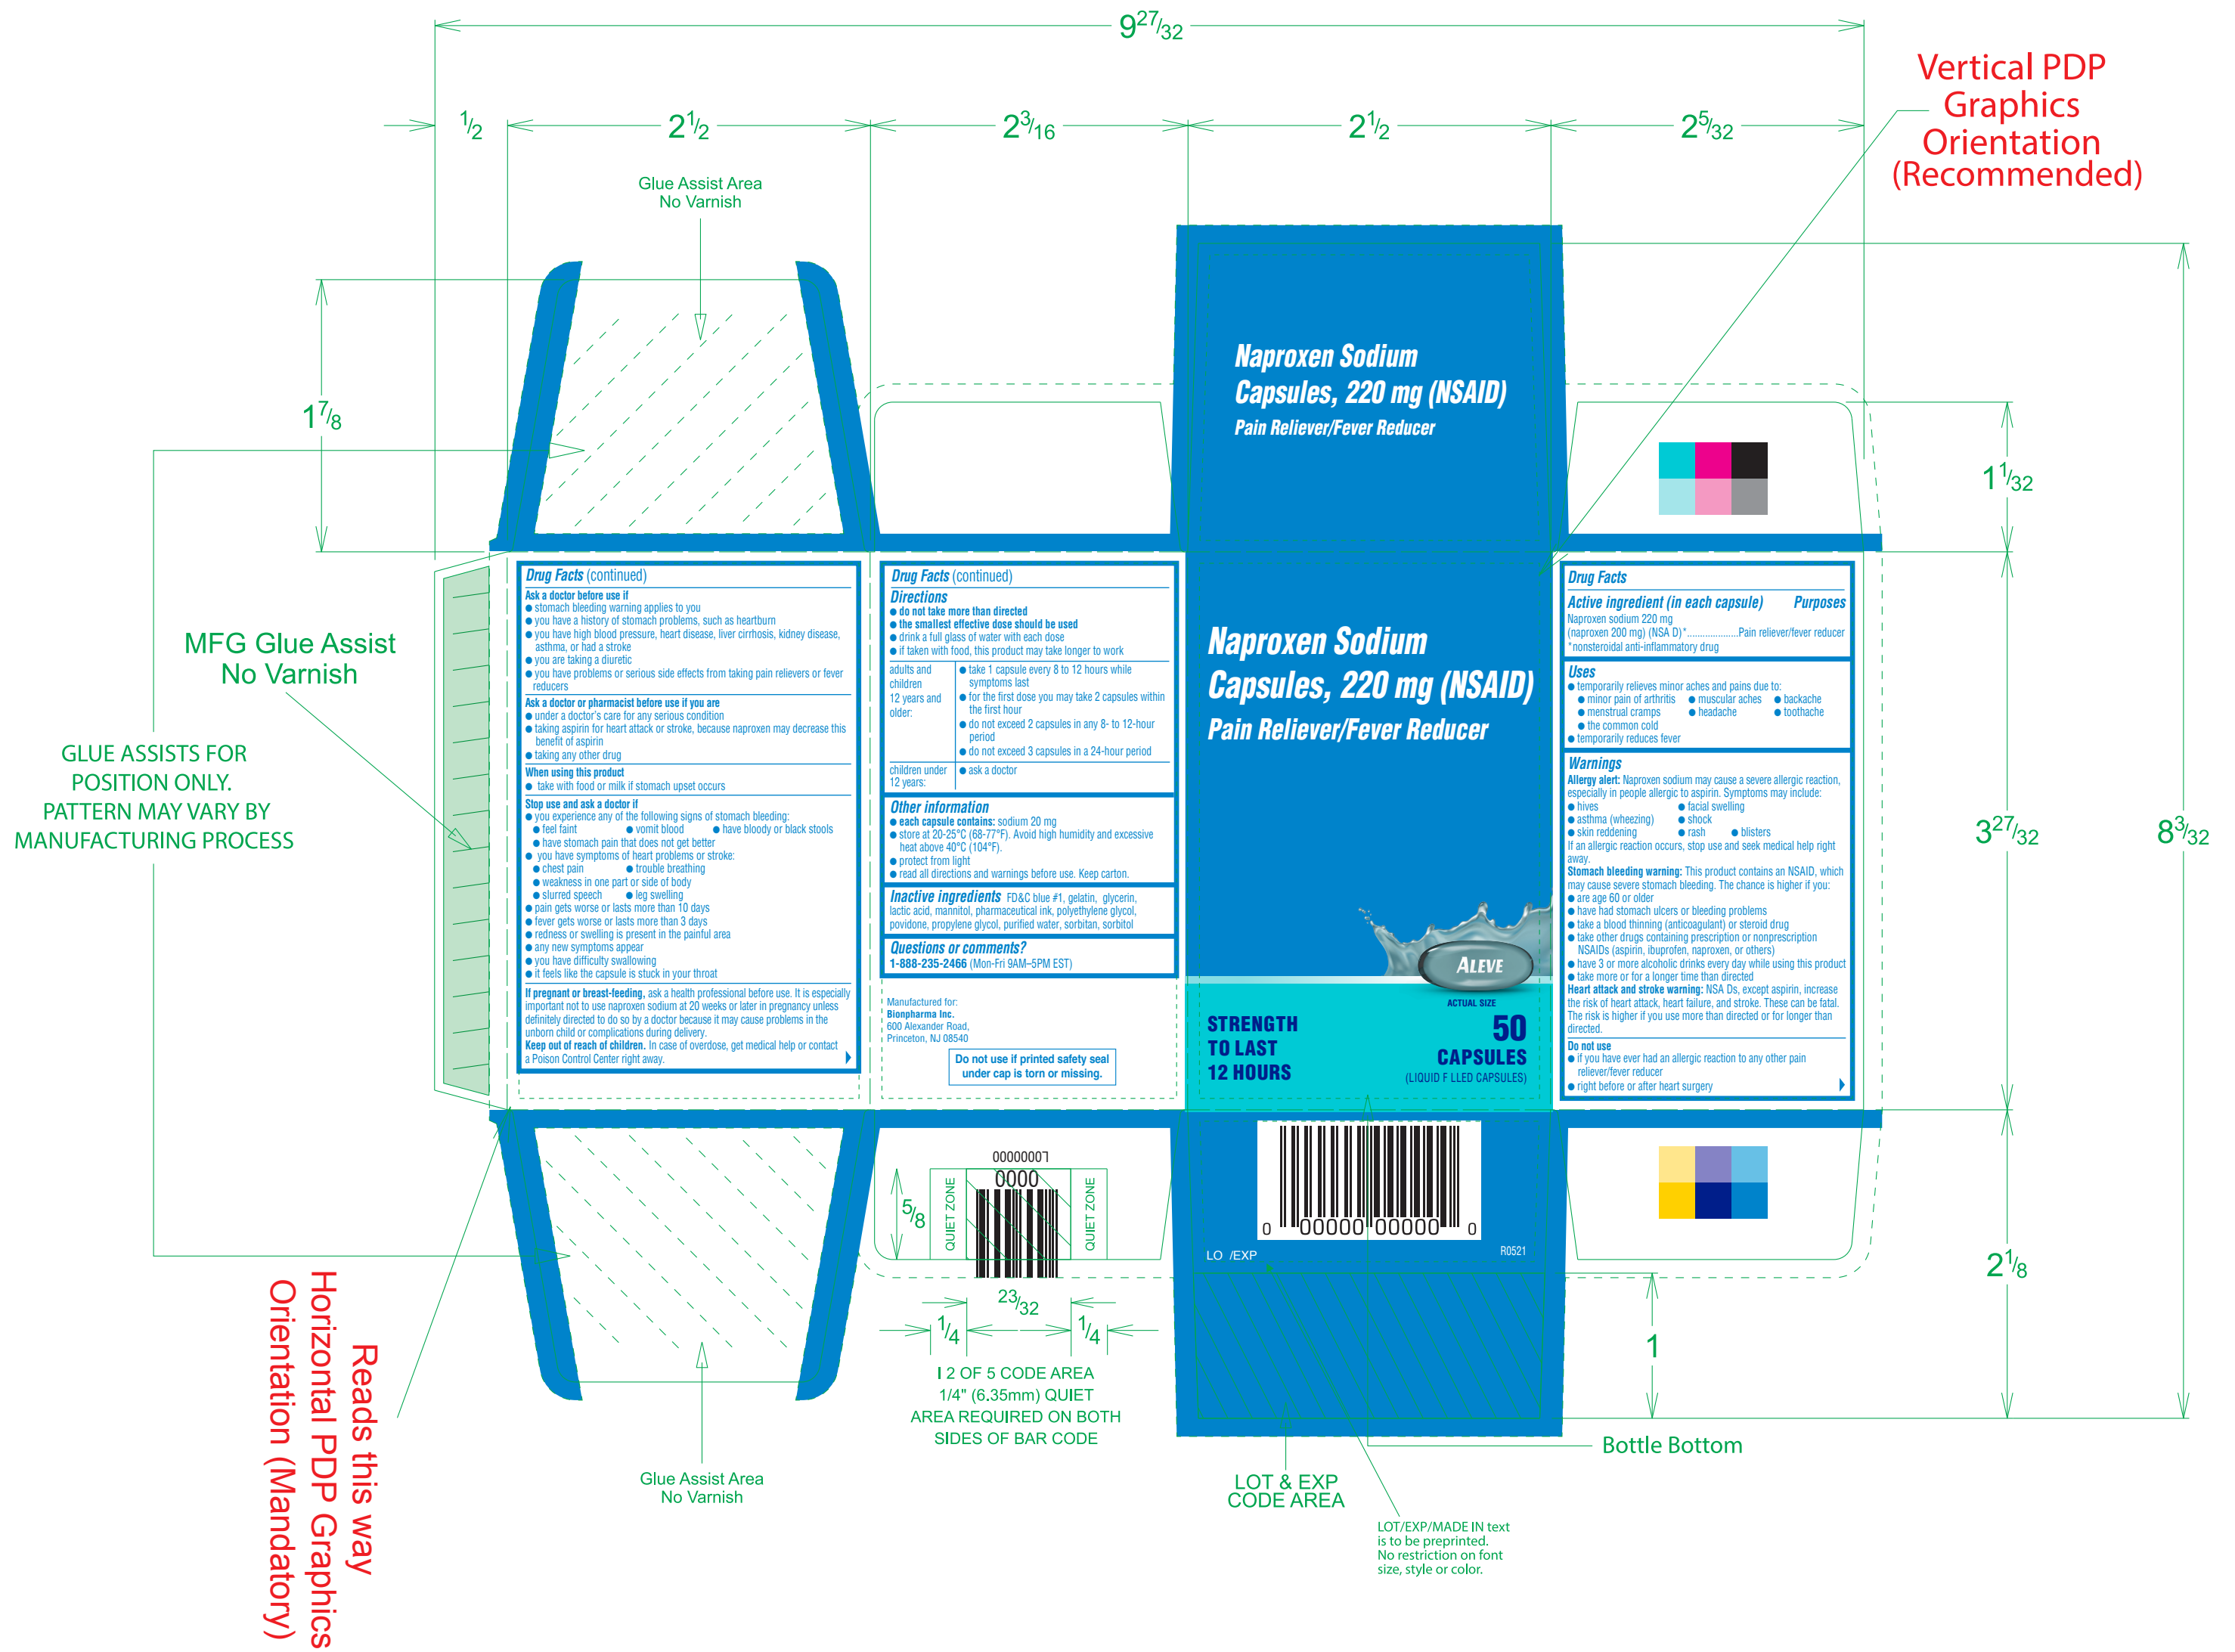 9 27/32
Vertical PDP
Graphics
Orientation
(Recommended)
1/2
2 1/2
2 3/16
2 1/2
2 5/32
Glue Assist Area
No Varnish
1 7/8
Naproxen Sodium
Capsules, 220 mg (NSAID)
Pain Reliever/Fever Reducer
1 1/32
MFG Glue Assist
No Varnish
GLUE ASSISTS FOR
POSITION ONLY.
PATTERN MAY VARY BY
MANUFACTURING PROCESS
Drug Facts (continued)
Ask a doctor before use if
● stomach bleeding warning applies to you
● you have a history of stomach problems, such as heartburn
● you have high blood pressure, heart disease, liver cirrhosis, kidney disease,
asthma, or had a stroke
● you are taking a diuretic
● you have problems or serious side effects from taking pain relievers or fever
reducers
Ask a doctor or pharmacist before use if you are
● under a doctor's care for any serious condition
● taking aspirin for heart attack or stroke, because naproxen may decrease this
benefit of aspirin
● taking any other drug
When using this product
● take with food or milk if stomach upset occurs
Stop use and ask a doctor if
● you experience any of the following signs of stomach bleeding:
● feel faint ● vomit blood ● have bloody or black stools
● have stomach pain that does not get better
● you have symptoms of heart problems or stroke:
● chest pain ● trouble breathing
● weakness in one part or side of body
● slurred speech ● leg swelling
● pain gets worse or lasts more than 10 days
● fever gets worse or lasts more than 3 days
● redness or swelling is present in the painful area
● any new symptoms appear
● you have difficulty swallowing
● it feels like the capsule is stuck in your throat
If pregnant or breast-feeding, ask a health professional before use. It is especially
important not to use naproxen sodium at 20 weeks or later in pregnancy unless
definitely directed to do so by a doctor because it may cause problems in the
unborn child or complications during delivery.
Keep out of reach of children. In case of overdose, get medical help or contact
a Poison Control Center right away.
Drug Facts (continued)
Directions
● do not take more than directed
● the smallest effective dose should be used
● drink a full glass of water with each dose
● if taken with food, this product may take longer to work
adults and
children
12 years and
older:
● take 1 capsule every 8 to 12 hours while
symptoms last
● for the first dose you may take 2 capsules within
the first hour
● do not exceed 2 capsules in any 8- to 12-hour
period
● do not exceed 3 capsules in a 24-hour period
children under
12 years:
● ask a doctor
Other information
● each capsule contains: sodium 20 mg
● store at 20-25°C (68-77°F). Avoid high humidity and excessive
heat above 40°C (104°F).
● protect from light
● read all directions and warnings before use. Keep carton.
Inactive ingredients FD&C blue #1, gelatin, glycerin,
lactic acid, mannitol, pharmaceutical ink, polyethylene glycol,
povidone, propylene glycol, purified water, sorbitan, sorbitol
Questions or comments?
1-888-235-2466 (Mon-Fri 9AM–5PM EST)
Manufactured for:
Bionpharma Inc.
600 Alexander Road,
Princeton, NJ 08540
Do not use if printed safety seal
under cap is torn or missing.
Naproxen Sodium
Capsules, 220 mg (NSAID)
Pain Reliever/Fever Reducer
ALEVE
ACTUAL SIZE
STRENGTH
TO LAST
12 HOURS
50
CAPSULES
(LIQUID F LLED CAPSULES)
Drug Facts
Active ingredient (in each capsule) Purposes
Naproxen sodium 220 mg
(naproxen 200 mg) (NSA D)*....................Pain reliever/fever reducer
*nonsteroidal anti-inflammatory drug
Uses
● temporarily relieves minor aches and pains due to:
● minor pain of arthritis ● muscular aches ● backache
● menstrual cramps ● headache ● toothache
● the common cold
● temporarily reduces fever
Warnings
Allergy alert: Naproxen sodium may cause a severe allergic reaction,
especially in people allergic to aspirin. Symptoms may include:
● hives ● facial swelling
● asthma (wheezing) ● shock
● skin reddening ● rash ● blisters
If an allergic reaction occurs, stop use and seek medical help right
away.
Stomach bleeding warning: This product contains an NSAID, which
may cause severe stomach bleeding. The chance is higher if you:
● are age 60 or older
● have had stomach ulcers or bleeding problems
● take a blood thinning (anticoagulant) or steroid drug
● take other drugs containing prescription or nonprescription
NSAIDs (aspirin, ibuprofen, naproxen, or others)
● have 3 or more alcoholic drinks every day while using this product
● take more or for a longer time than directed
Heart attack and stroke warning: NSA Ds, except aspirin, increase
the risk of heart attack, heart failure, and stroke. These can be fatal.
The risk is higher if you use more than directed or for longer than
directed.
Do not use
● if you have ever had an allergic reaction to any other pain
reliever/fever reducer
● right before or after heart surgery
3 27/32
8 3/32
L0000000
0000
QUIET ZONE
QUIET ZONE
5/8
23/32
1/4
1/4
I 2 OF 5 CODE AREA
1/4" (6.35mm) QUIET
AREA REQUIRED ON BOTH
SIDES OF BAR CODE
0 00000 00000 0
LO /EXP
R0521
2 1/8
1
Bottle Bottom
LOT & EXP
CODE AREA
LOT/EXP/MADE IN text
is to be preprinted.
No restriction on font
size, style or color.
Glue Assist Area
No Varnish
Reads this way
Horizontal PDP Graphics
Orientation (Mandatory)